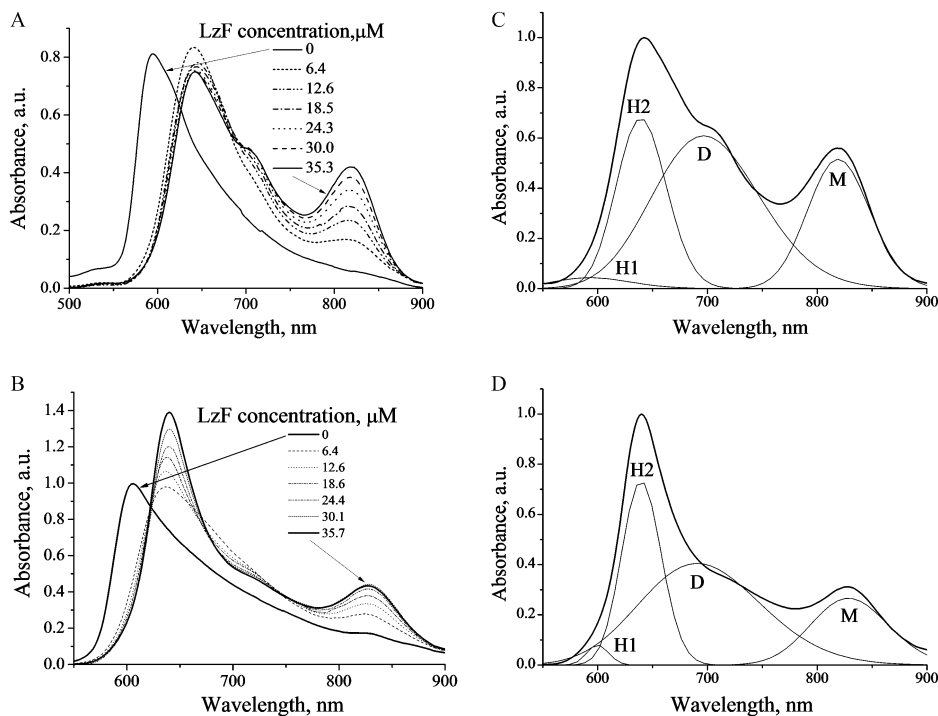 A
LzF concentration,μM
0
6.4
12.6
18.5
24.3
30.0
35.3
Absorbance, a.u.
0.8
0.6
0.4
0.2
0.0
500 600 700 800 900
Wavelength, nm
C
Absorbance, a.u.
1.0
0.8
0.6
0.4
0.2
0.0
H2
D
M
H1
600 700 800 900
Wavelength, nm
B
LzF concentration, μM
0
6.4
12.6
18.6
24.4
30.1
35.7
Absorbance, a.u.
1.4
1.2
1.0
0.8
0.6
0.4
0.2
0.0
600 700 800 900
Wavelength, nm
D
Absorbance, a.u.
1.0
0.8
0.6
0.4
0.2
0.0
H2
D
M
H1
600 700 800 900
Wavelength, nm